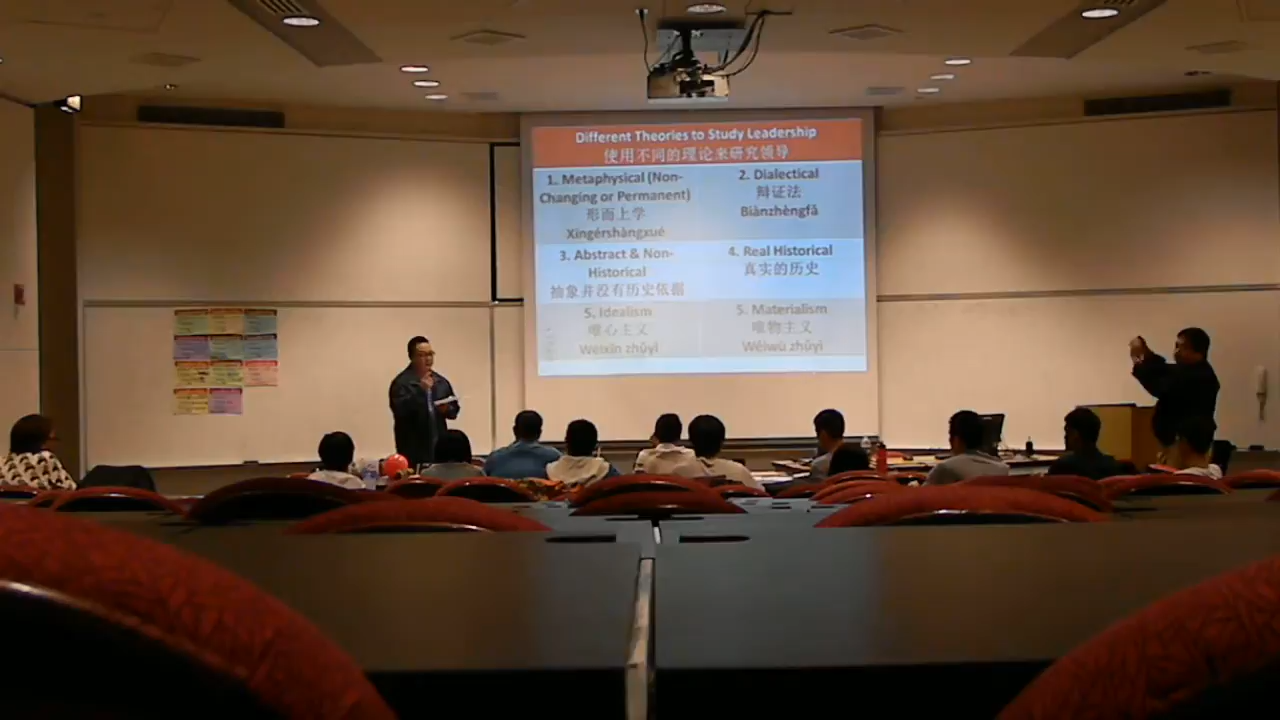 Different Theories to Study Leadership
使用不同的理论来研究领导
1. Metaphysical (Non-
Changing or Permanent)
形而上学
Xíngérshàngxué
2. Dialectical
辩证法
Biànzhèngfǎ
3. Abstract & Non-
Historical
抽象并没有历史依据
4. Real Historical
真实的历史
5. Idealism
唯心主义
Wéixīn zhǔyì
5. Materialism
唯物主义
Wéiwù zhǔyì